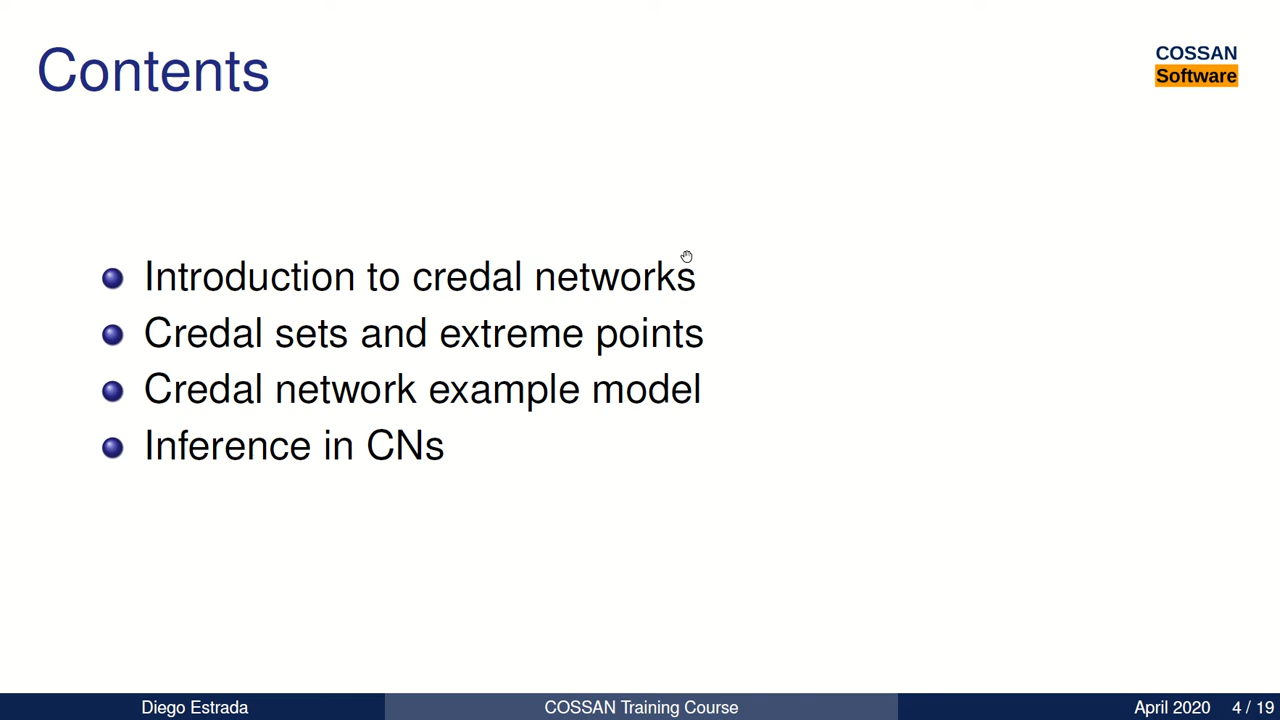 Contents
COSSAN
Software
Introduction to credal networks
Credal sets and extreme points
Credal network example model
Inference in CNs
Diego Estrada
COSSAN Training Course
April 2020 4 / 19